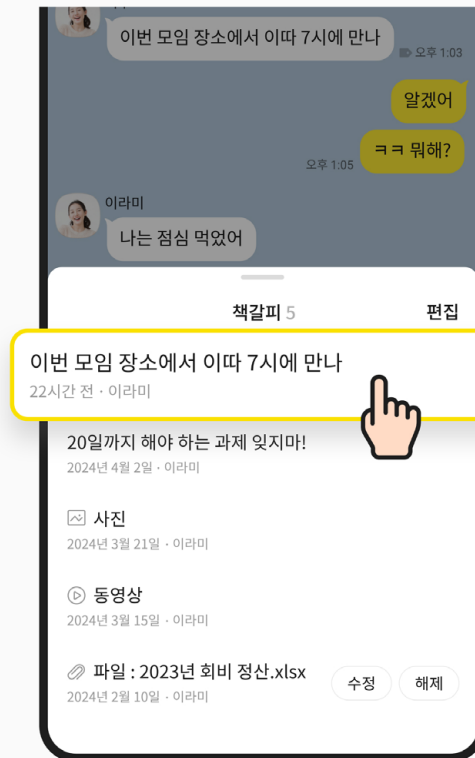 이번 모임 장소에서 이따 7시에 만나
오후 1:03
알겠어
ㅋㅋ 뭐해?
오후 1:05
이라미
나는 점심 먹었어
책갈피 5
편집
이번 모임 장소에서 이따 7시에 만나
22시간 전 · 이라미
20일까지 해야 하는 과제 잊지마!
2024년 4월 2일 · 이라미
사진
2024년 3월 21일 · 이라미
동영상
2024년 3월 15일 · 이라미
파일 : 2023년 회비 정산.xlsx
2024년 2월 10일 · 이라미
수정
해제